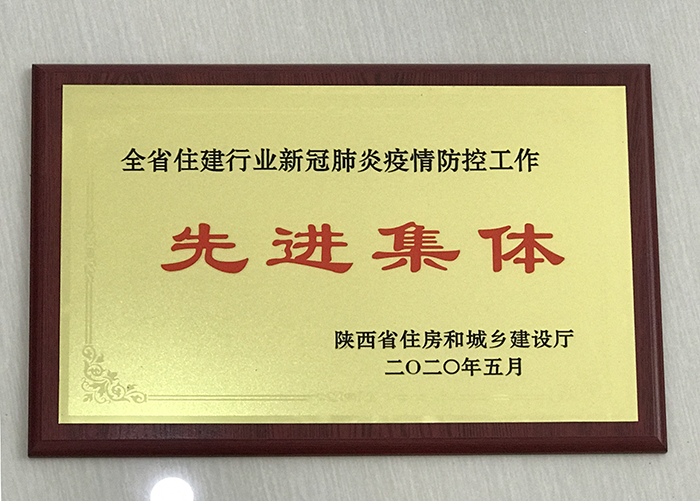 全省住建行业新冠肺炎疫情防控工作
先进集体
陕西省住房和城乡建设厅
二〇二〇年五月